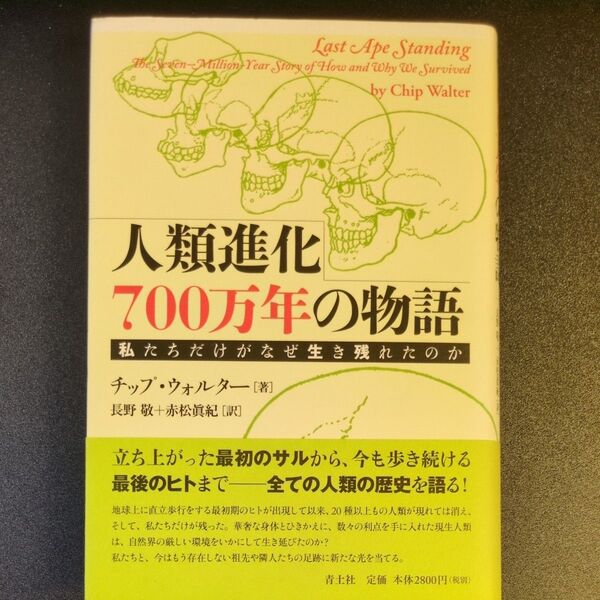 Last Ape Standing
The Seven-Million-Year Story of How and Why We Survived
by Chip Walter
人類進化
700万年の物語
私たちだけがなぜ生き残れたのか
チップ・ウォルター[著]
長野 敬+赤松眞紀[訳]
立ち上がった最初のサルから、今も歩き続ける
最後のヒトまで——全ての人類の歴史を語る!
地球上に直立歩行をする最初期のヒトが出現して以来、20種以上もの人類が現れては消え、
そして、私たちだけが残った。華奢な身体とひきかえに、数々の利点を手に入れた現生人類
は、自然界の厳しい環境をいかにして生き延びたのか?
私たちと、今はもう存在しない祖先や隣人たちの足跡に新たな光を当てる。
青土社 定価 本体2800円(税別)